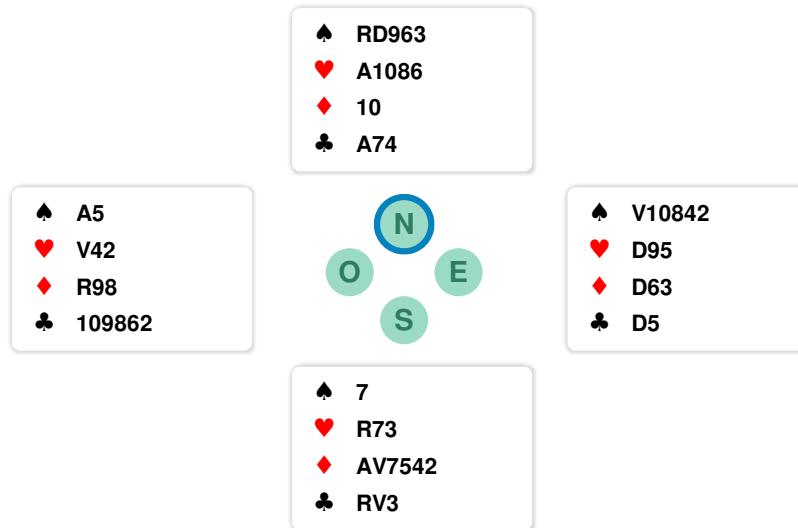 ♠ RD963
♥ A1086
♦ 10
♣ A74
♠ A5
♥ V42
♦ R98
♣ 109862
N
O E
S
♠ V10842
♥ D95
♦ D63
♣ D5
♠ 7
♥ R73
♦ AV7542
♣ RV3